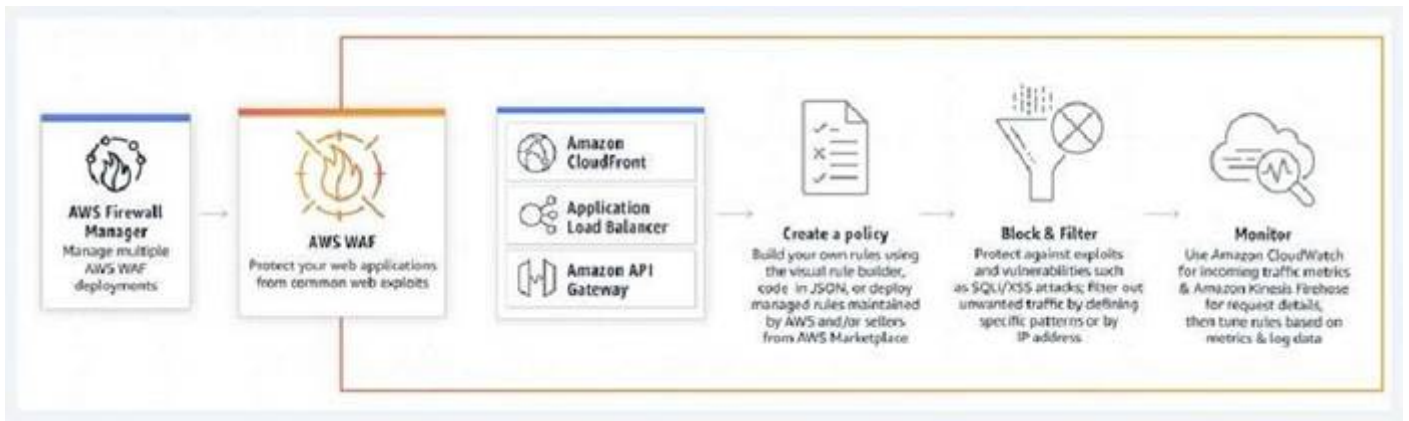 AWS Firewall
Manager
Manage multiple
AWS WAF
deployments
AWS WAF
Protect your web applications
from common web exploits
Amazon
CloudFront
Application
Load Balancer
Amazon API
Gateway
Create a policy
Build your own rules using
the visual rule builder,
code in JSON, or deploy
managed rules maintained
by AWS and/or sellers
from AWS Marketplace
Block & Filter
Protect against exploits
and vulnerabilities such
as SQLi/XSS attacks; filter out
unwanted traffic by defining
specific patterns or by
IP address
Monitor
Use Amazon CloudWatch
for incoming traffic metrics
& Amazon Kinesis Firehose
for request details,
then tune rules based on
metrics & log data